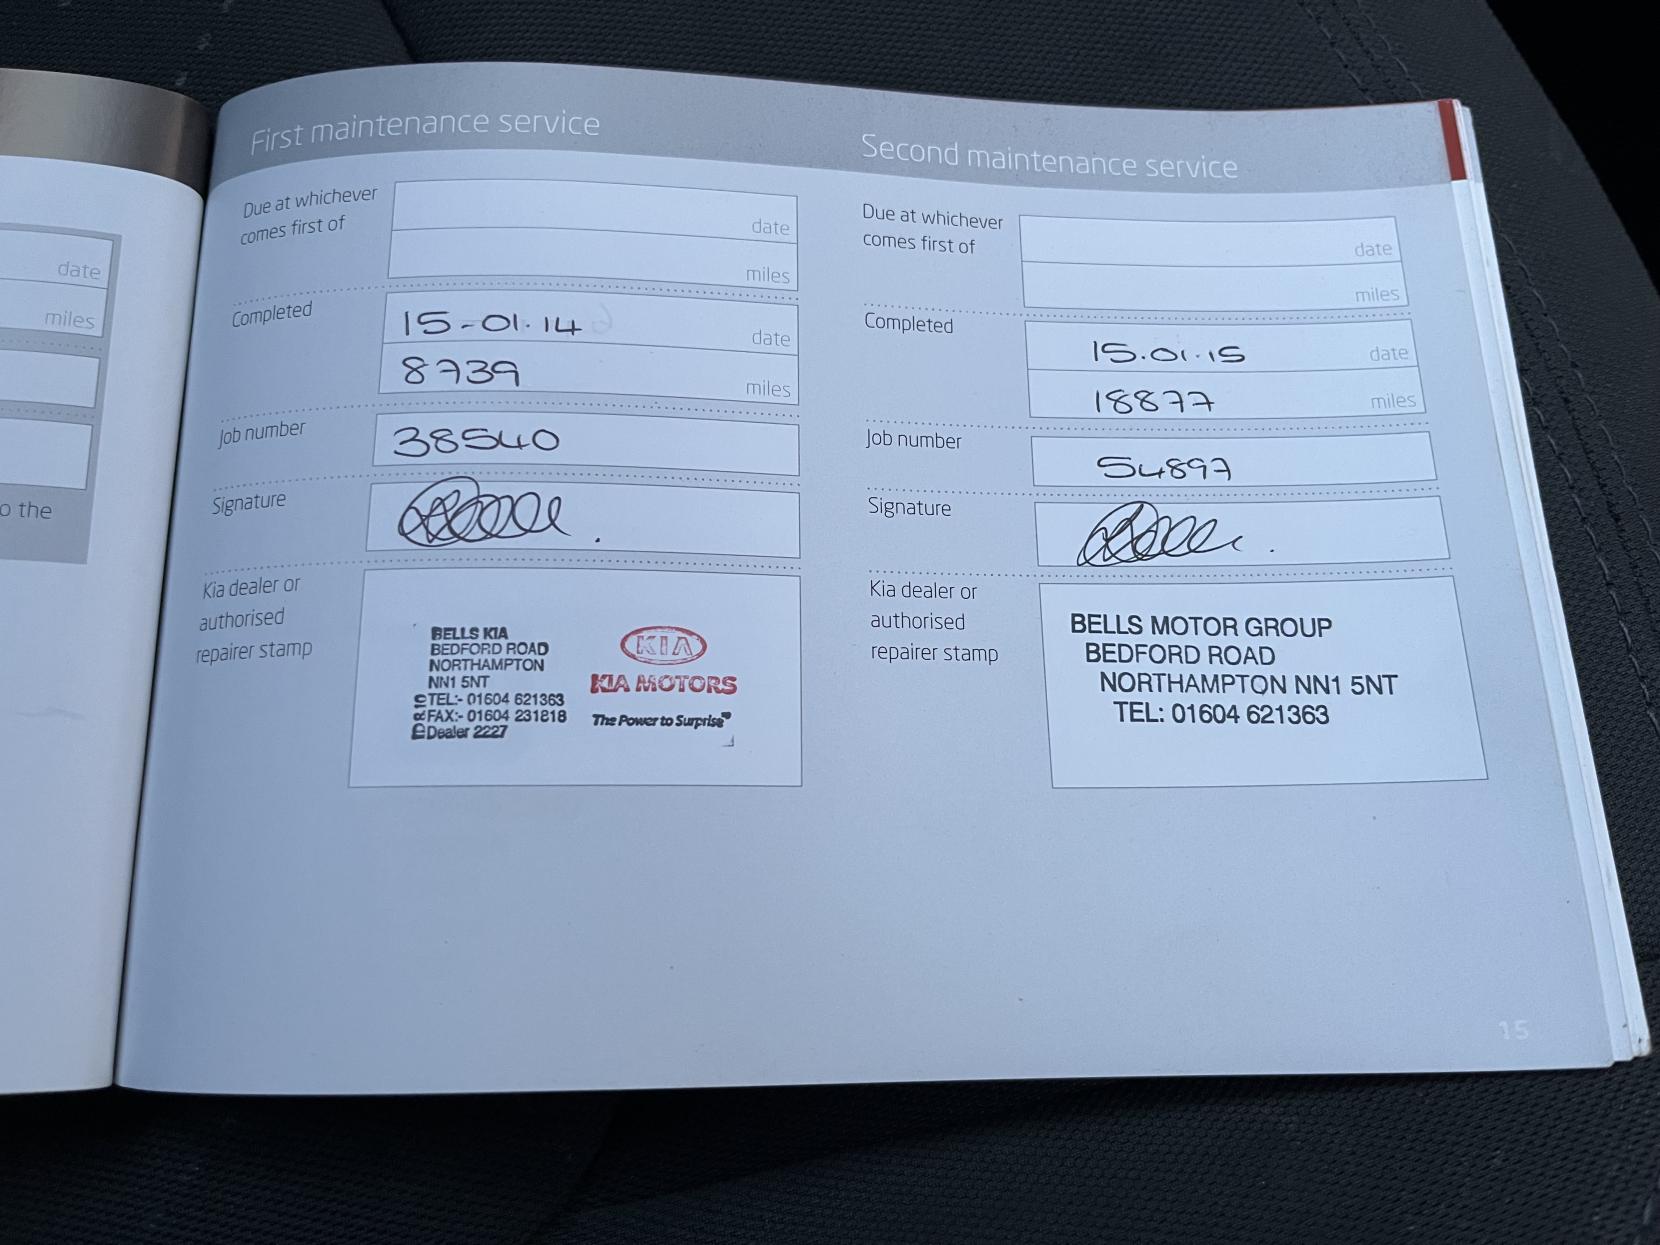 date
miles
o the
First maintenance service
Due at whichever
comes first of
date
miles
Completed
15-01.14
date
8739
miles
Job number
38540
Signature
Kia dealer or
authorised
repairer stamp
BELLS KIA
BEDFORD ROAD
NORTHAMPTON
NN1 5NT
TEL:- 01604 621363
FAX:- 01604 231818
Dealer 2227
KIA
KIA MOTORS
The Power to Surprise
Second maintenance service
Due at whichever
comes first of
date
miles
Completed
15.01.15
date
18877
miles
Job number
54897
Signature
Kia dealer or
authorised
repairer stamp
BELLS MOTOR GROUP
BEDFORD ROAD
NORTHAMPTON NN1 5NT
TEL: 01604 621363
15